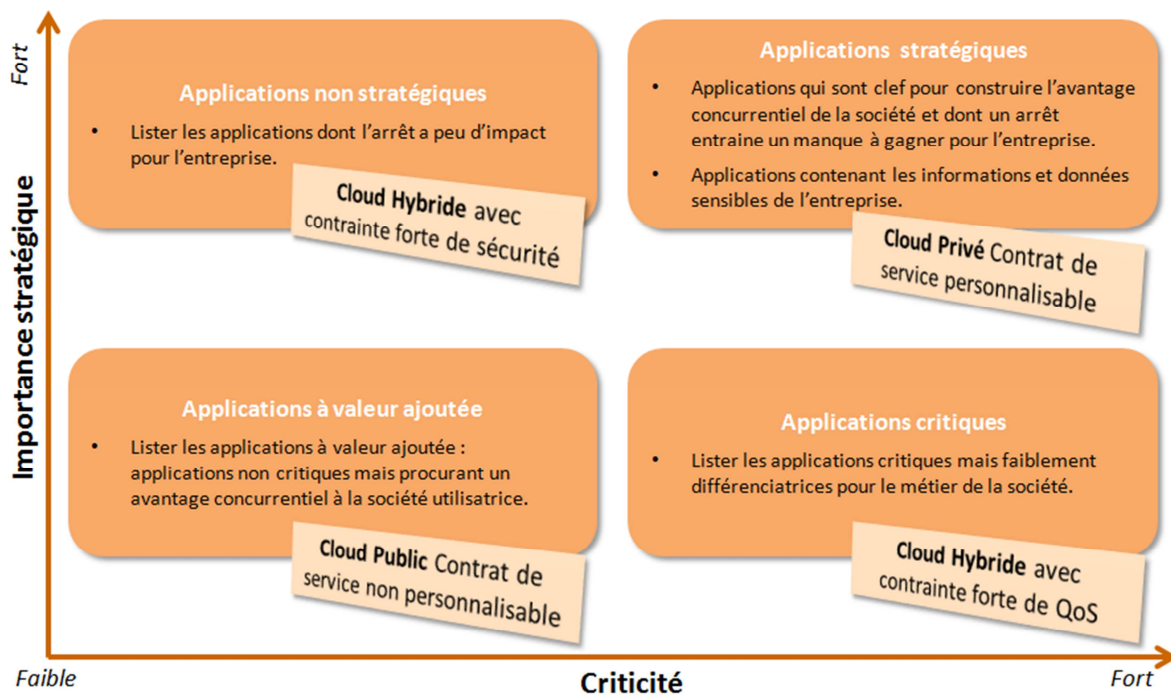 Fort
Importance stratégique
Applications non stratégiques
• Lister les applications dont l’arrêt a peu d’impact
pour l’entreprise.
Cloud Hybride avec
contrainte forte de sécurité
Applications stratégiques
• Applications qui sont clef pour construire l’avantage
concurrentiel de la société et dont un arrêt
entraine un manque à gagner pour l’entreprise.
• Applications contenant les informations et données
sensibles de l’entreprise.
Cloud Privé Contrat de
service personnalisable
Applications à valeur ajoutée
• Lister les applications à valeur ajoutée :
applications non critiques mais procurant un
avantage concurrentiel à la société utilisatrice.
Cloud Public Contrat de
service non personnalisable
Applications critiques
• Lister les applications critiques mais faiblement
différenciatrices pour le métier de la société.
Cloud Hybride avec
contrainte forte de QoS
Faible
Criticité
Fort